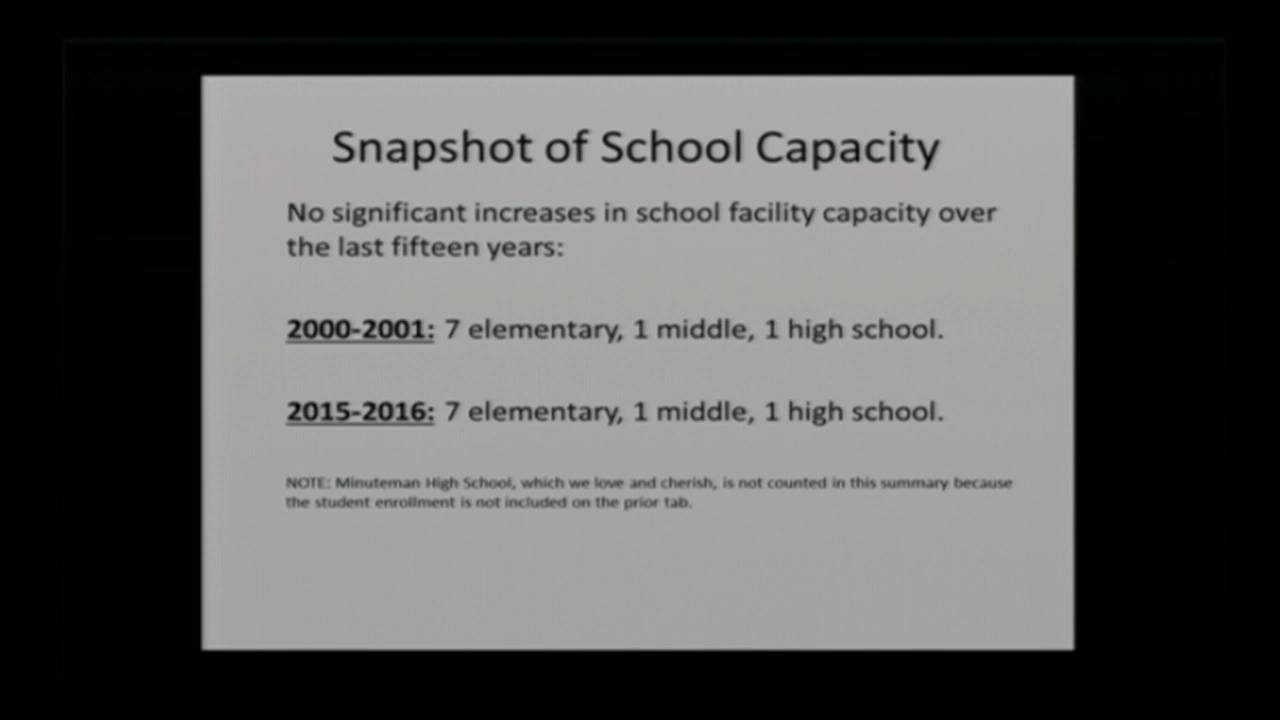 Snapshot of School Capacity
No significant increases in school facility capacity over
the last fifteen years:
2000-2001: 7 elementary, 1 middle, 1 high school.
2015-2016: 7 elementary, 1 middle, 1 high school.
NOTE: Minuteman High School, which we love and cherish, is not counted in this summary because
the student enrollment is not included on the prior tab.